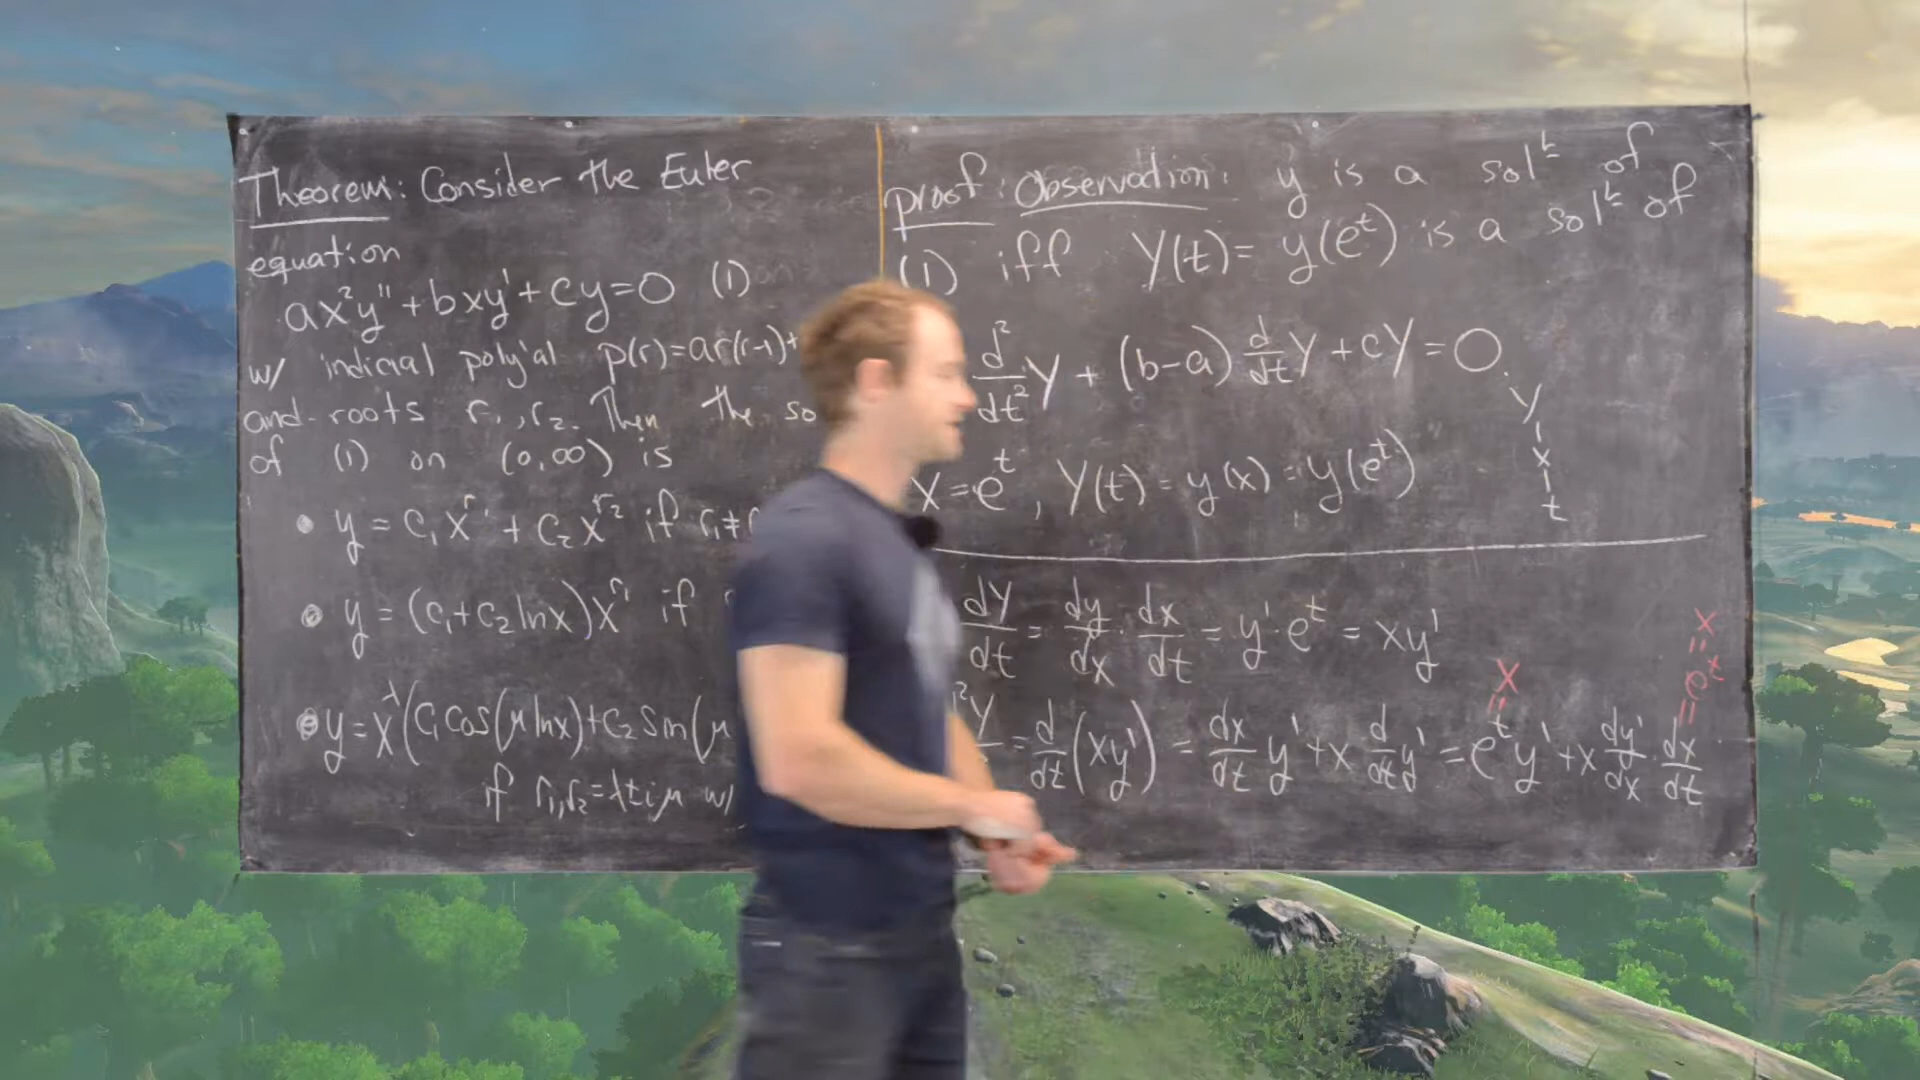 Theorem: Consider the Euler
equation
ax²y'' + bxy' + cy = 0 (1)
w/ indicial poly'al p(r)=ar(r-1)+
and roots r₁, r₂. Then the so
of (1) on (0,∞) is
• y = c₁x^r₁ + c₂x^r₂ if r₁≠
• y = (c₁+c₂lnx)x^r₁ if
• y = x^λ(c₁cos(μlnx)+c₂sin(μ
if r₁,r₂=λ±iμ w/
proof: Observation: y is a solⁿ of
(1) iff Y(t)= y(e^t) is a solⁿ of
d²/dt² Y + (b-a) d/dt Y + cY = 0.
x=e^t, Y(t) = y(x) = y(e^t)
y
x
t
dY/dt = dy/dx · dx/dt = y'·e^t = xy'
²Y = d/dt(xy') = dx/dt y' + x d/dt y' = e^t y' + x dy'/dx · dx/dt
= x
= e^t = x